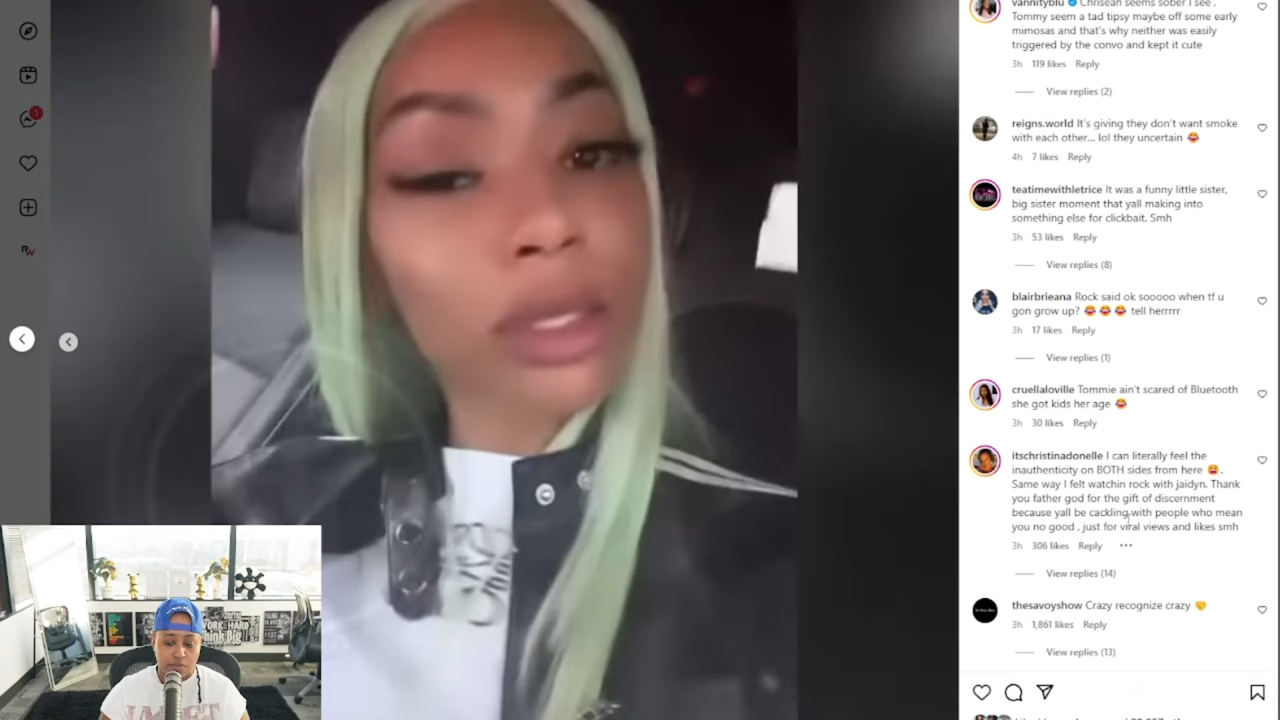 vannityblu Chrisean seems sober I see ,
Tommy seem a tad tipsy maybe off some early
mimosas and that's why neither was easily
triggered by the convo and kept it cute
3h 119 likes Reply
View replies (2)
reigns.world It's giving they don't want smoke
with each other... lol they uncertain 😂
4h 7 likes Reply
teatimewithletrice It was a funny little sister,
big sister moment that yall making into
something else for clickbait. Smh
3h 53 likes Reply
View replies (8)
blairbrieana Rock said ok sooooo when tf u
gon grow up? 😂 😂 😂 tell herrrrr
3h 17 likes Reply
View replies (1)
cruellaloville Tommie ain't scared of Bluetooth
she got kids her age 😂
3h 30 likes Reply
itschristinadonelle I can literally feel the
inauthenticity on BOTH sides from here 😫 .
Same way I felt watchin rock with jaidyn. Thank
you father god for the gift of discernment
because yall be cackling with people who mean
you no good , just for viral views and likes smh
3h 306 likes Reply ...
View replies (14)
thesavoyshow Crazy recognize crazy 🤝
3h 1,861 likes Reply
View replies (13)
1
RW
WORK HARD
Think Big